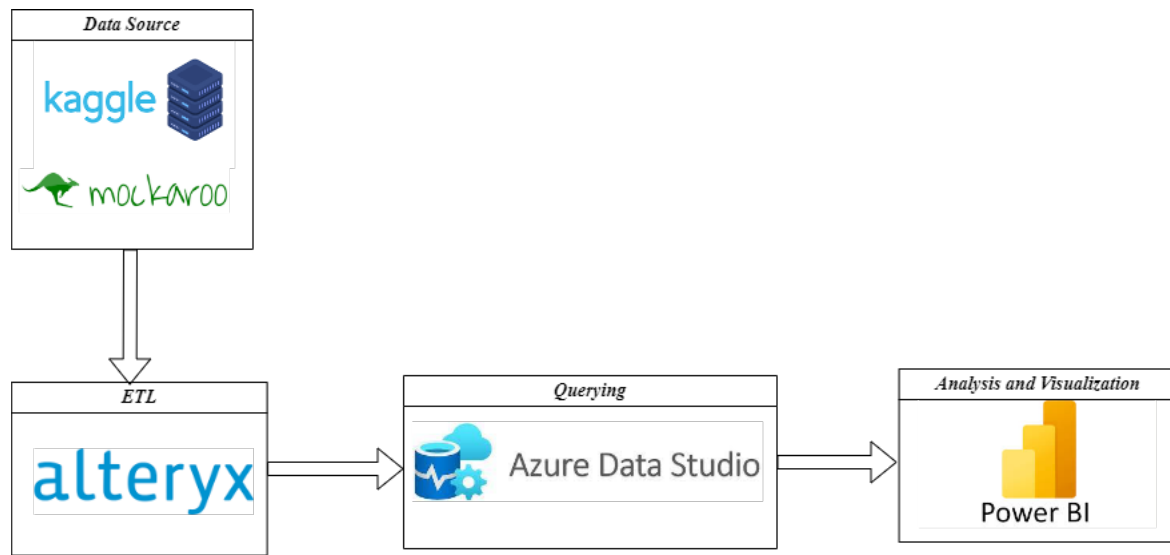 Data Source
kaggle
mockaroo
ETL
alteryx
Querying
Azure Data Studio
Analysis and Visualization
Power BI